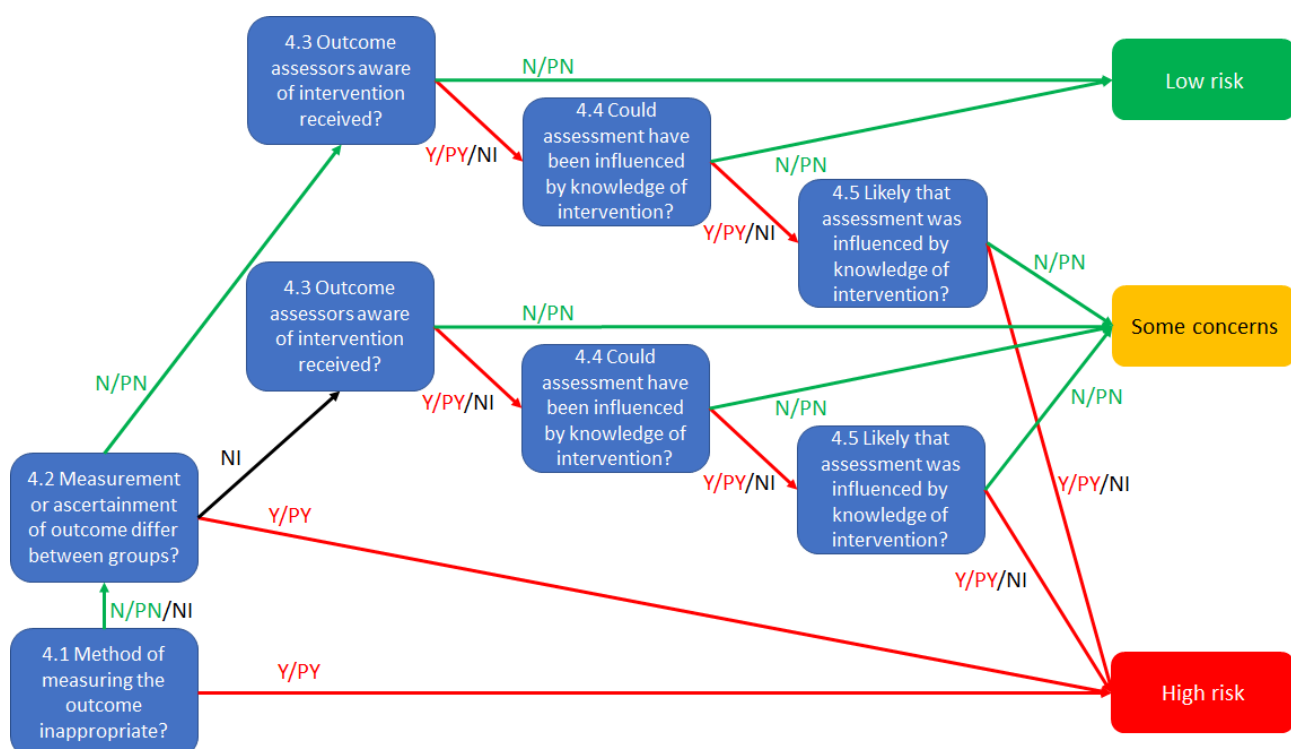 4.3 Outcome
assessors aware
of intervention
received?
N/PN
Low risk
4.4 Could
assessment have
been influenced
by knowledge of
intervention?
Y/PY/NI
N/PN
4.5 Likely that
assessment was
influenced by
knowledge of
intervention?
Y/PY/NI
N/PN
4.3 Outcome
assessors aware
of intervention
received?
N/PN
Some concerns
4.4 Could
assessment have
been influenced
by knowledge of
intervention?
N/PN
Y/PY/NI
N/PN
N/PN
4.5 Likely that
assessment was
influenced by
knowledge of
intervention?
Y/PY/NI
Y/PY/NI
NI
4.2 Measurement
or ascertainment
of outcome differ
between groups?
Y/PY
Y/PY/NI
N/PN/NI
4.1 Method of
measuring the
outcome
inappropriate?
Y/PY
High risk